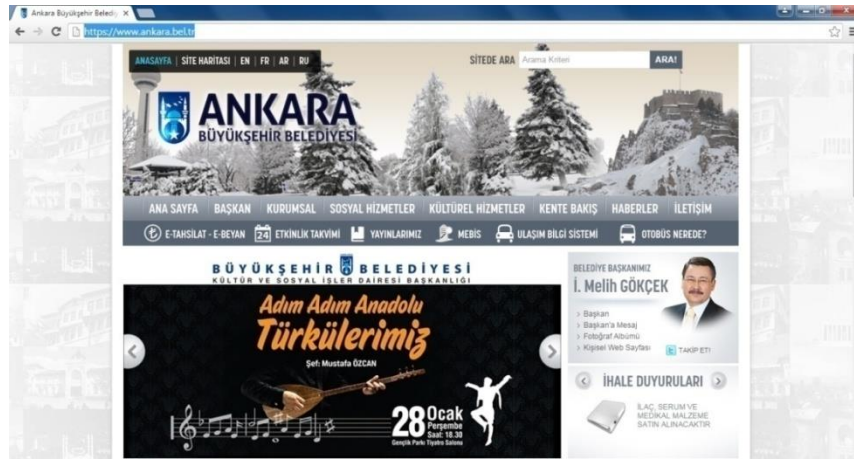 Ankara Büyükşehir Beledi
https://www.ankara.bel.tr
ANASAYFA | SİTE HARİTASI | EN | FR | AR | RU
SİTEDE ARA Arama Kriteri ARA!
ANKARA
BÜYÜKŞEHİR BELEDİYESİ
ANA SAYFA BAŞKAN KURUMSAL SOSYAL HİZMETLER KÜLTÜREL HİZMETLER KENTE BAKIŞ HABERLER İLETİŞİM
E-TAHSİLAT - E-BEYAN 24 ETKİNLİK TAKVİMİ YAYINLARIMIZ MEBİS ULAŞIM BİLGİ SİSTEMİ OTOBÜS NEREDE?
BÜYÜKŞEHİR BELEDİYESİ
KÜLTÜR VE SOSYAL İŞLER DAİRESİ BAŞKANLIĞI
Adım Adım Anadolu
Türkülerimiz
Şef: Mustafa ÖZCAN
28 Ocak
Perşembe
Saat: 18.30
Gençlik Parkı Tiyatro Salonu
BELEDİYE BAŞKANIMIZ
İ. Melih GÖKÇEK
> Başkan
> Başkan'a Mesaj
> Fotoğraf Albümü
> Kişisel Web Sayfası
TAKİP ET!
İHALE DUYURULARI
İLAÇ, SERUM VE
MEDİKAL MALZEME
SATIN ALINACAKTIR